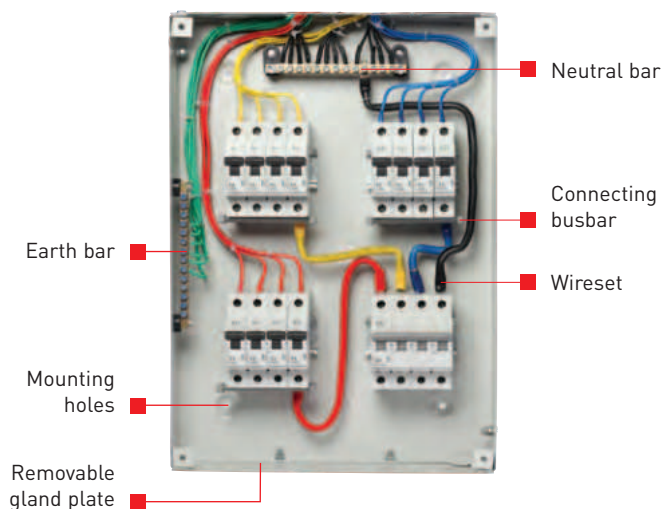 Neutral bar
Connecting
busbar
Earth bar
Wireset
Mounting
holes
Removable
gland plate